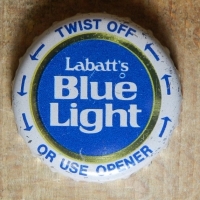 TWIST OFF
Labatt's
Blue
Light
OR USE OPENER